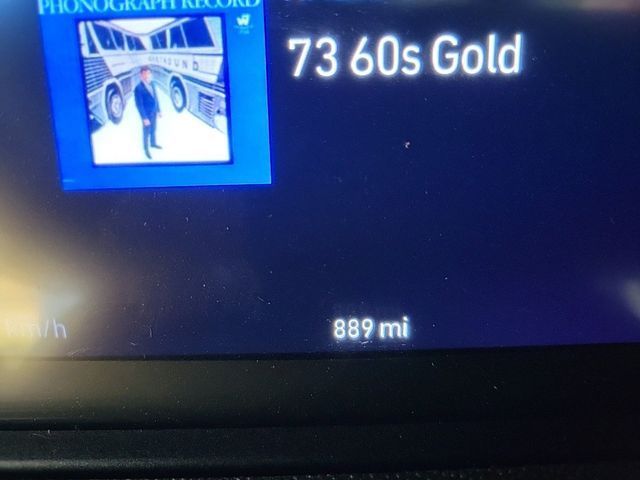 PHONOGRAPH RECORD
73 60s Gold
km/h
889 mi